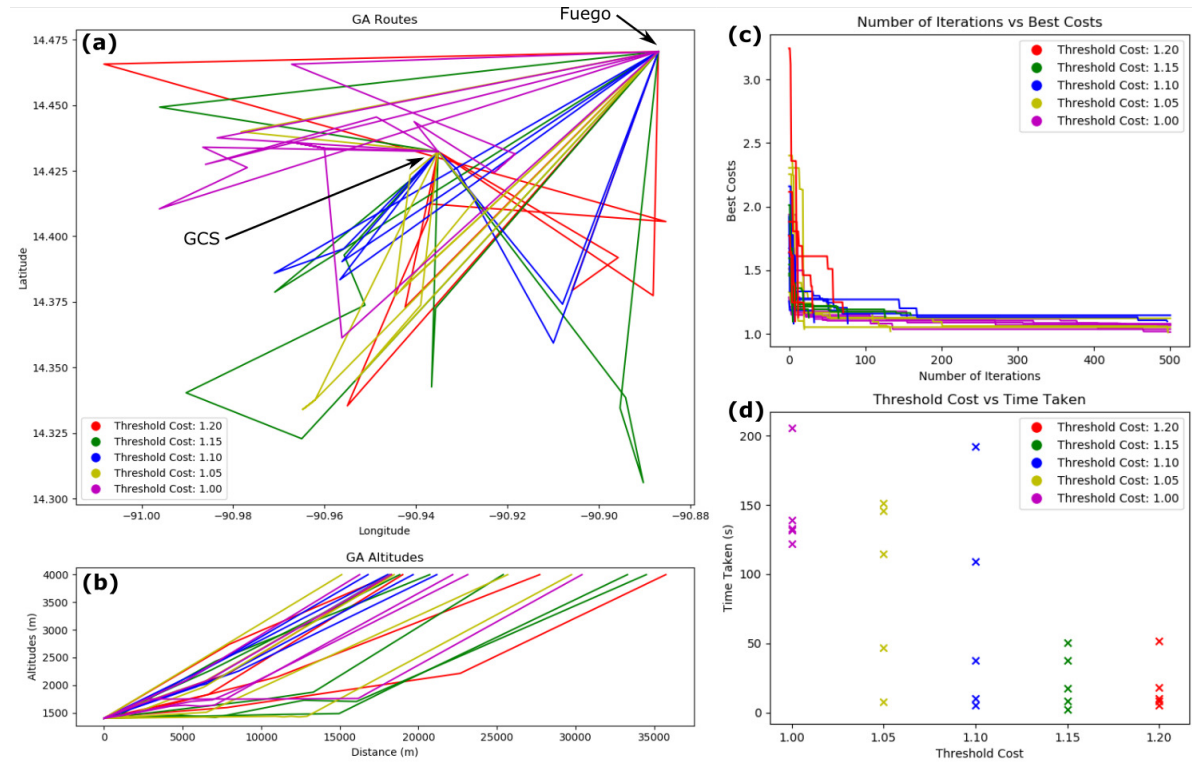 GA Routes
Fuego
(a)
14.475
14.450
14.425
14.400
14.375
14.350
14.325
14.300
Latitude
GCS
Threshold Cost: 1.20
Threshold Cost: 1.15
Threshold Cost: 1.10
Threshold Cost: 1.05
Threshold Cost: 1.00
−91.00
−90.98
−90.96
−90.94
−90.92
−90.90
−90.88
Longitude
GA Altitudes
(b)
4000
3500
3000
2500
2000
1500
Altitudes (m)
0
5000
10000
15000
20000
25000
30000
35000
Distance (m)
Number of Iterations vs Best Costs
(c)
Threshold Cost: 1.20
Threshold Cost: 1.15
Threshold Cost: 1.10
Threshold Cost: 1.05
Threshold Cost: 1.00
3.0
2.5
2.0
1.5
1.0
Best Costs
0
100
200
300
400
500
Number of Iterations
Threshold Cost vs Time Taken
(d)
Threshold Cost: 1.20
Threshold Cost: 1.15
Threshold Cost: 1.10
Threshold Cost: 1.05
Threshold Cost: 1.00
200
150
100
50
0
Time Taken (s)
1.00
1.05
1.10
1.15
1.20
Threshold Cost